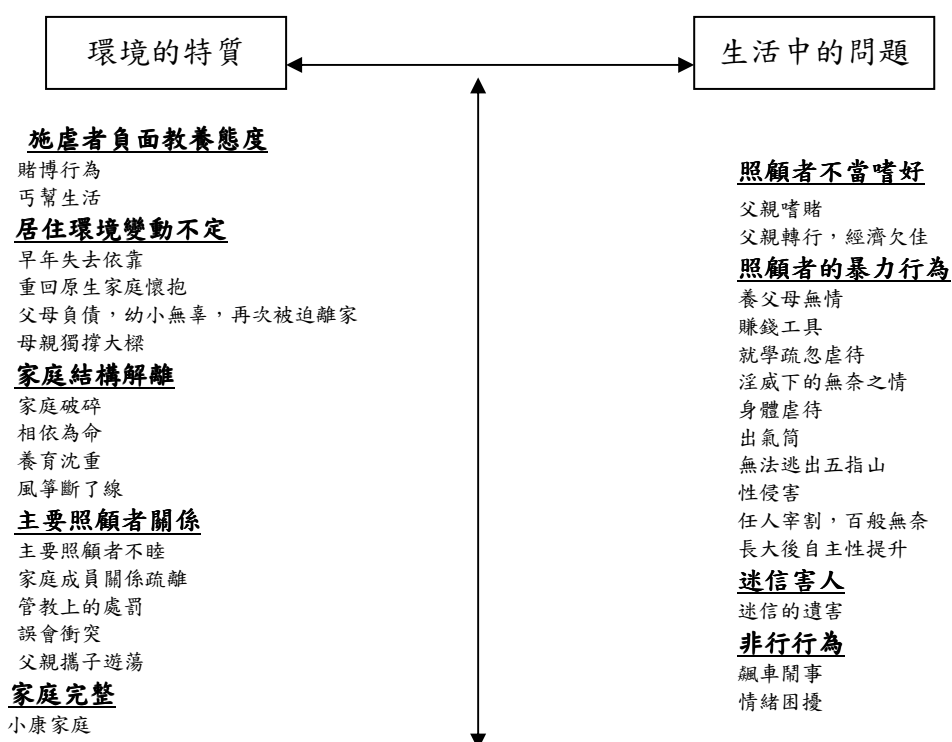 環境的特質
生活中的問題
施虐者負面教養態度
賭博行為
丐幫生活
居住環境變動不定
早年失去依靠
重回原生家庭懷抱
父母負債，幼小無辜，再次被迫離家
母親獨撐大樑
家庭結構解離
家庭破碎
相依為命
養育沈重
風箏斷了線
主要照顧者關係
主要照顧者不睦
家庭成員關係疏離
管教上的處罰
誤會衝突
父親攜子遊蕩
家庭完整
小康家庭
照顧者不當嗜好
父親嗜賭
父親轉行，經濟欠佳
照顧者的暴力行為
養父母無情
賺錢工具
就學疏忽虐待
淫威下的無奈之情
身體虐待
出氣筒
無法逃出五指山
性侵害
任人宰割，百般無奈
長大後自主性提升
迷信害人
迷信的遺害
非行行為
飆車鬧事
情緒困擾